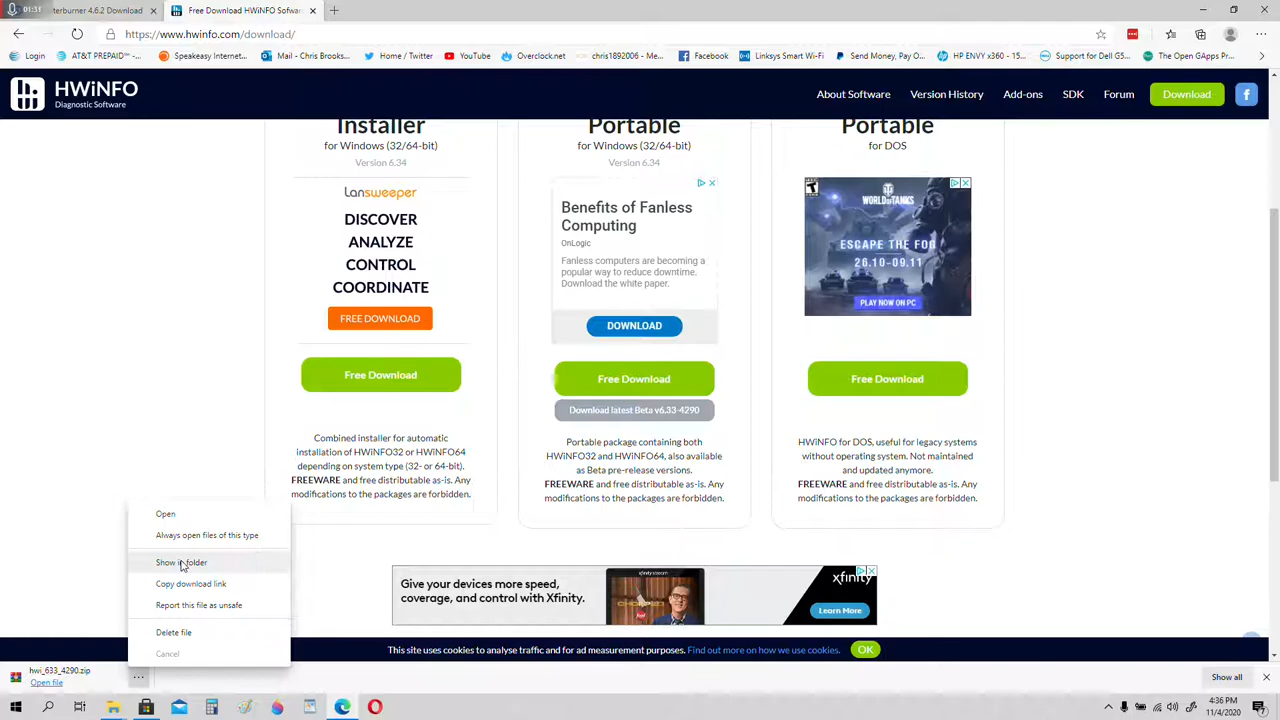 01:31
terburner 4.6.2 Download
Free Download HWiNFO Sofware
https://www.hwinfo.com/download/
Login
AT&T PREPAID™ -...
Speakeasy Internet...
Mail - Chris Brooks...
Home / Twitter
YouTube
Overclock.net
chris1892006 - Me...
Facebook
Linksys Smart Wi-Fi
Send Money, Pay O...
HP ENVY x360 - 15...
Support for Dell G5...
The Open GApps Pr...
HWiNFO
Diagnostic Software
About Software
Version History
Add-ons
SDK
Forum
Download
Installer
for Windows (32/64-bit)
Version 6.34
Lansweeper
DISCOVER
ANALYZE
CONTROL
COORDINATE
FREE DOWNLOAD
Free Download
Combined installer for automatic
installation of HWiNFO32 or HWiNFO64
depending on system type (32- or 64-bit).
FREEWARE and free distributable as-is. Any
modifications to the packages are forbidden.
Portable
for Windows (32/64-bit)
Version 6.34
Benefits of Fanless
Computing
OnLogic
Fanless computers are becoming a
popular way to reduce downtime.
Download the white paper.
DOWNLOAD
Free Download
Download latest Beta v6.33-4290
Portable package containing both
HWiNFO32 and HWiNFO64, also available
as Beta pre-release versions.
FREEWARE and free distributable as-is. Any
modifications to the packages are forbidden.
Portable
for DOS
WORLD OF TANKS
ESCAPE THE FOG
26.10-09.11
PLAY NOW ON PC
Free Download
HWiNFO for DOS, useful for legacy systems
without operating system. Not maintained
and updated anymore.
FREEWARE and free distributable as-is. Any
modifications to the packages are forbidden.
Open
Always open files of this type
Show in folder
Copy download link
Report this file as unsafe
Delete file
Cancel
Give your devices more speed,
coverage, and control with Xfinity.
xfinity stream
CHOPPED
xfinity
Learn More
This site uses cookies to analyse traffic and for ad measurement purposes. Find out more on how we use cookies.
OK
hwi_633_4290.zip
Open file
Show all
4:36 PM
11/4/2020